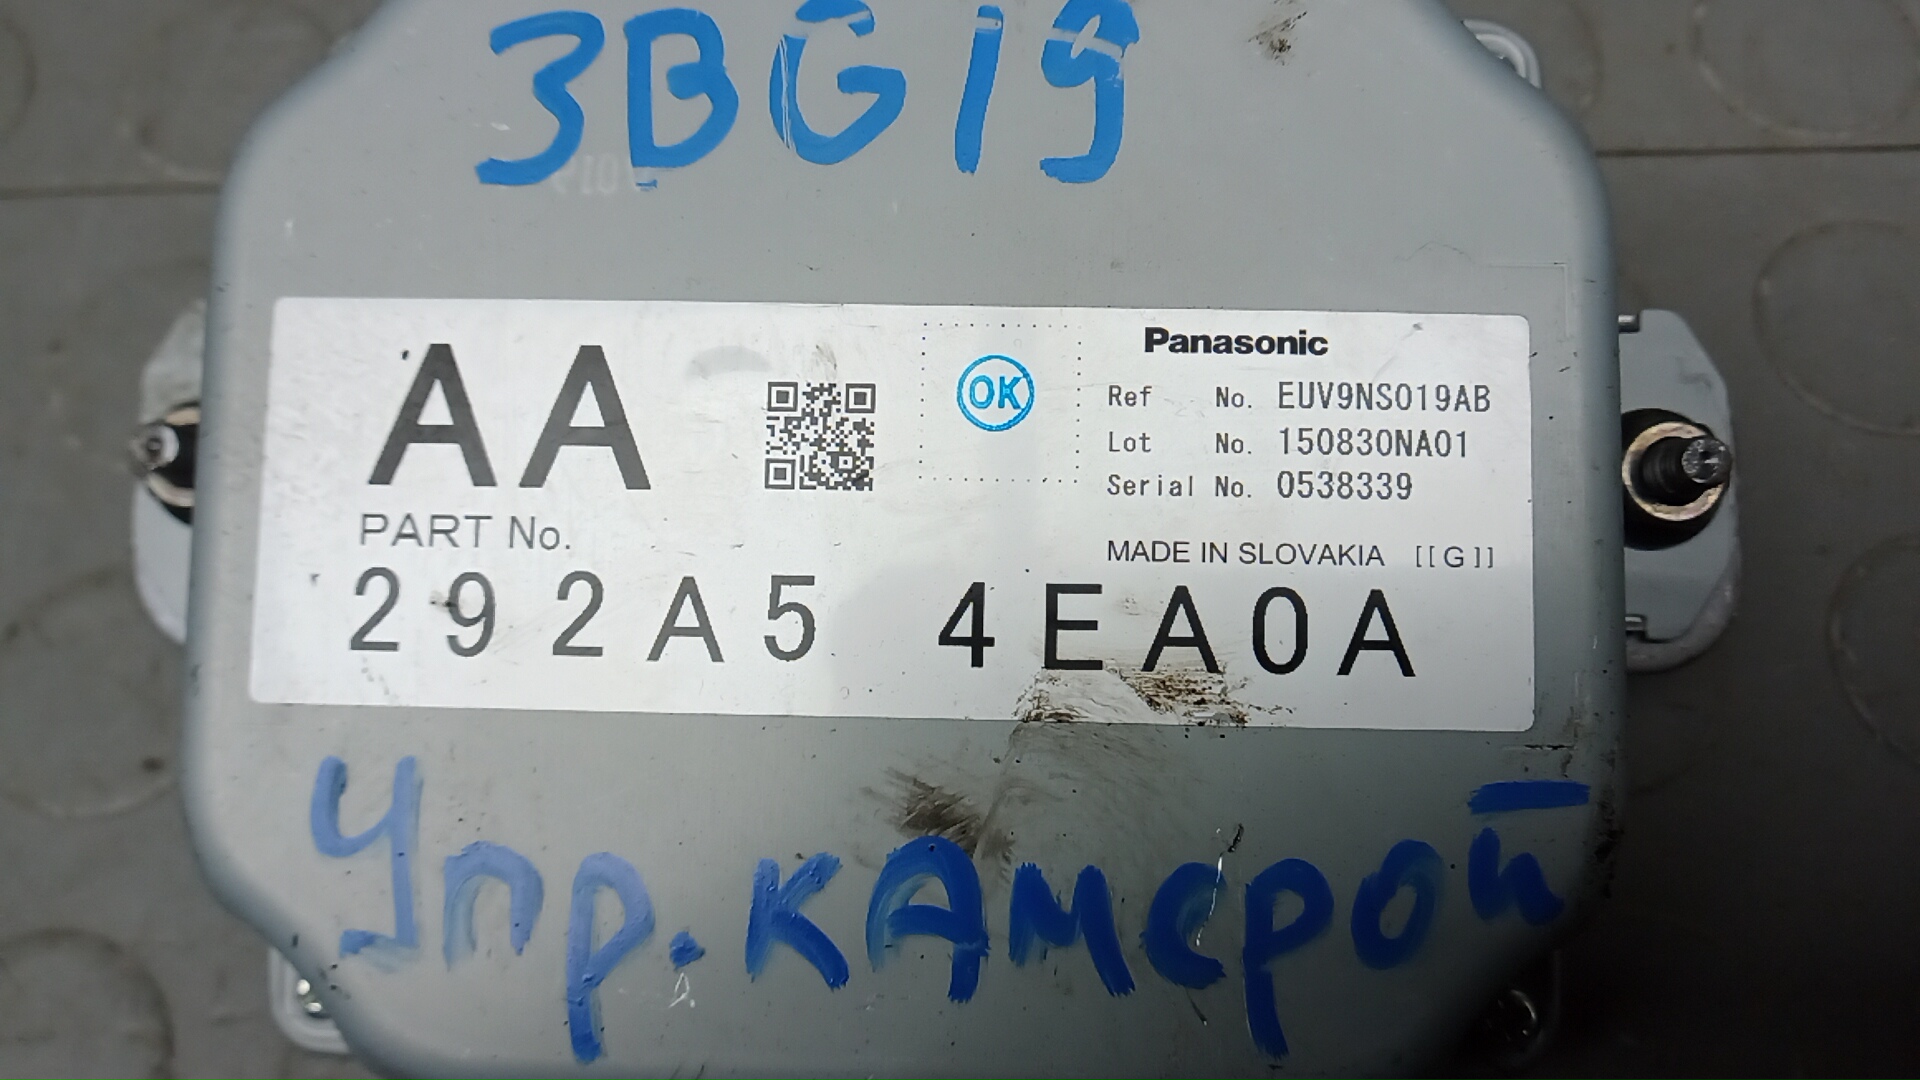 3BG19
AA
OK
Panasonic
Ref No. EUV9NS019AB
Lot No. 150830NA01
Serial No. 0538339
PART No.
MADE IN SLOVAKIA [[G]]
292A5 4EA0A
Упр. камерой